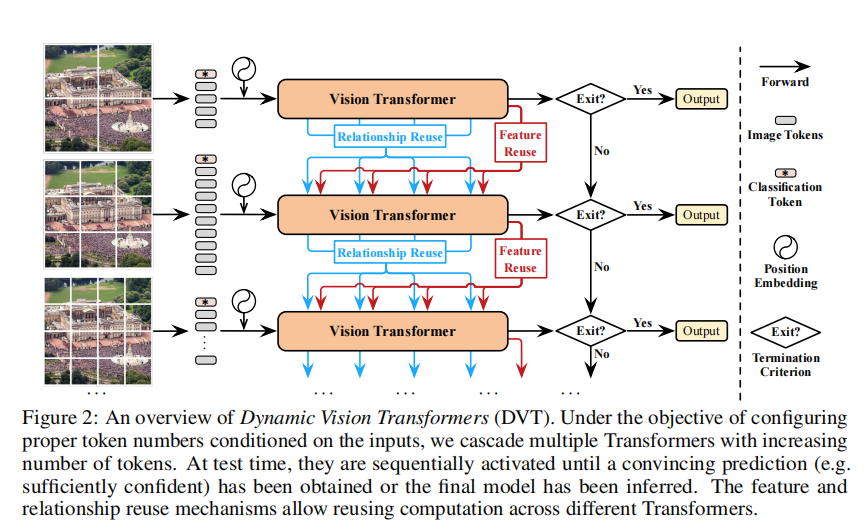 Vision Transformer
Exit?
Yes
Output
Forward
Relationship Reuse
Feature
Reuse
No
Image Tokens
Vision Transformer
Exit?
Yes
Output
Classification
Token
Relationship Reuse
Feature
Reuse
No
Position
Embedding
Vision Transformer
Exit?
Yes
Output
Exit?
No
Termination
Criterion
...
... ... ... ... ...
Figure 2: An overview of Dynamic Vision Transformers (DVT). Under the objective of configuring
proper token numbers conditioned on the inputs, we cascade multiple Transformers with increasing
number of tokens. At test time, they are sequentially activated until a convincing prediction (e.g.
sufficiently confident) has been obtained or the final model has been inferred. The feature and
relationship reuse mechanisms allow reusing computation across different Transformers.